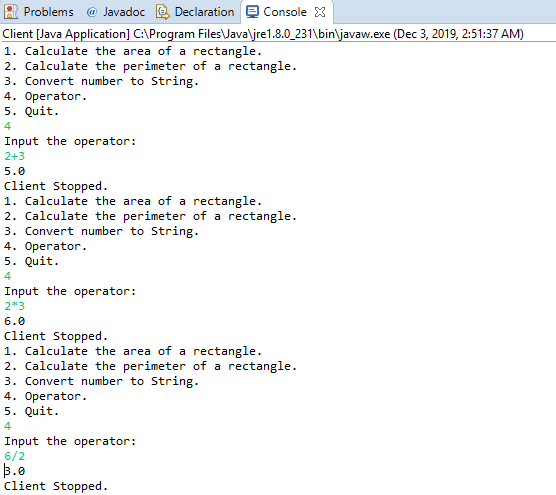 Problems @ Javadoc Declaration Console
Client [Java Application] C:\Program Files\Java\jre1.8.0_231\bin\javaw.exe (Dec 3, 2019, 2:51:37 AM)
1. Calculate the area of a rectangle.
2. Calculate the perimeter of a rectangle.
3. Convert number to String.
4. Operator.
5. Quit.
4
Input the operator:
2+3
5.0
Client Stopped.
1. Calculate the area of a rectangle.
2. Calculate the perimeter of a rectangle.
3. Convert number to String.
4. Operator.
5. Quit.
4
Input the operator:
2*3
6.0
Client Stopped.
1. Calculate the area of a rectangle.
2. Calculate the perimeter of a rectangle.
3. Convert number to String.
4. Operator.
5. Quit.
4
Input the operator:
6/2
3.0
Client Stopped.